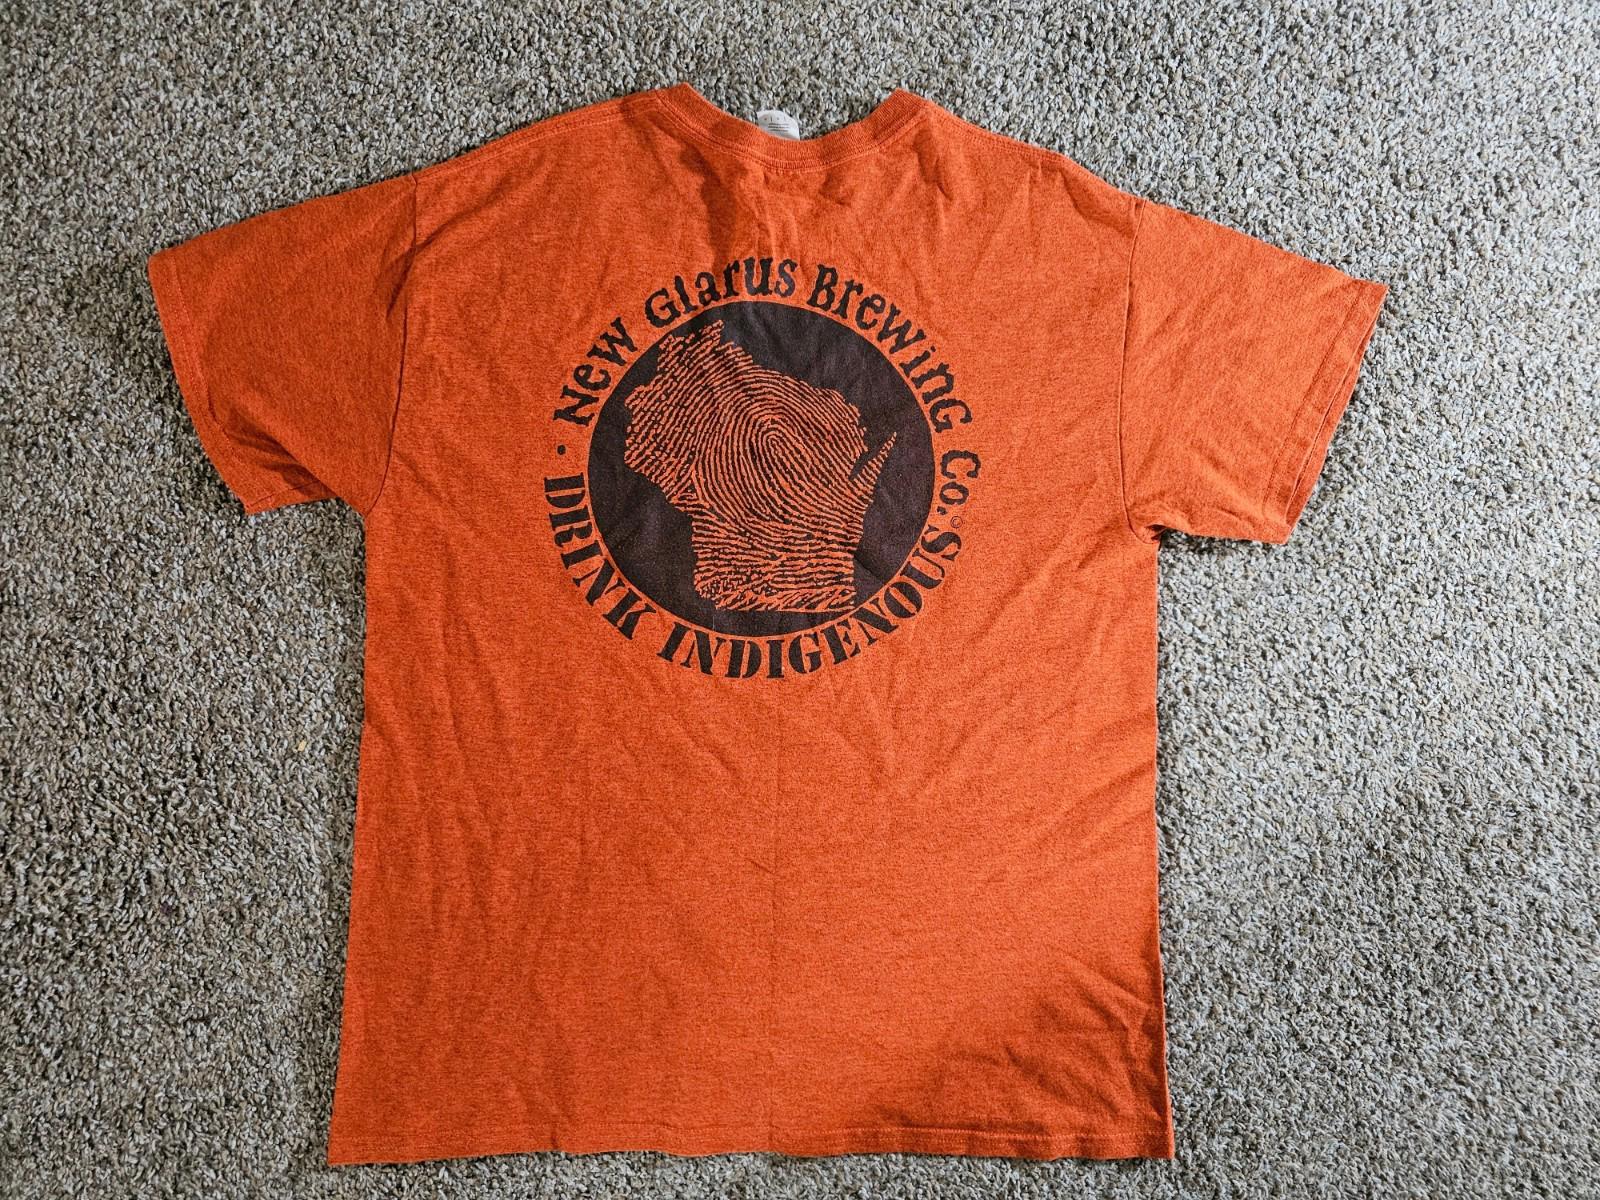 New Glarus Brewing Co.
©
• DRINK INDIGENOUS